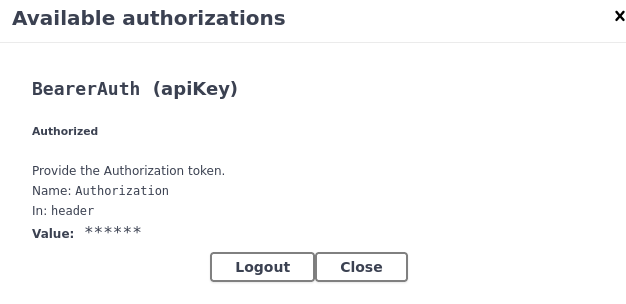 Available authorizations ×
BearerAuth (apiKey)
Authorized
Provide the Authorization token.
Name: Authorization
In: header
Value: ******
Logout Close